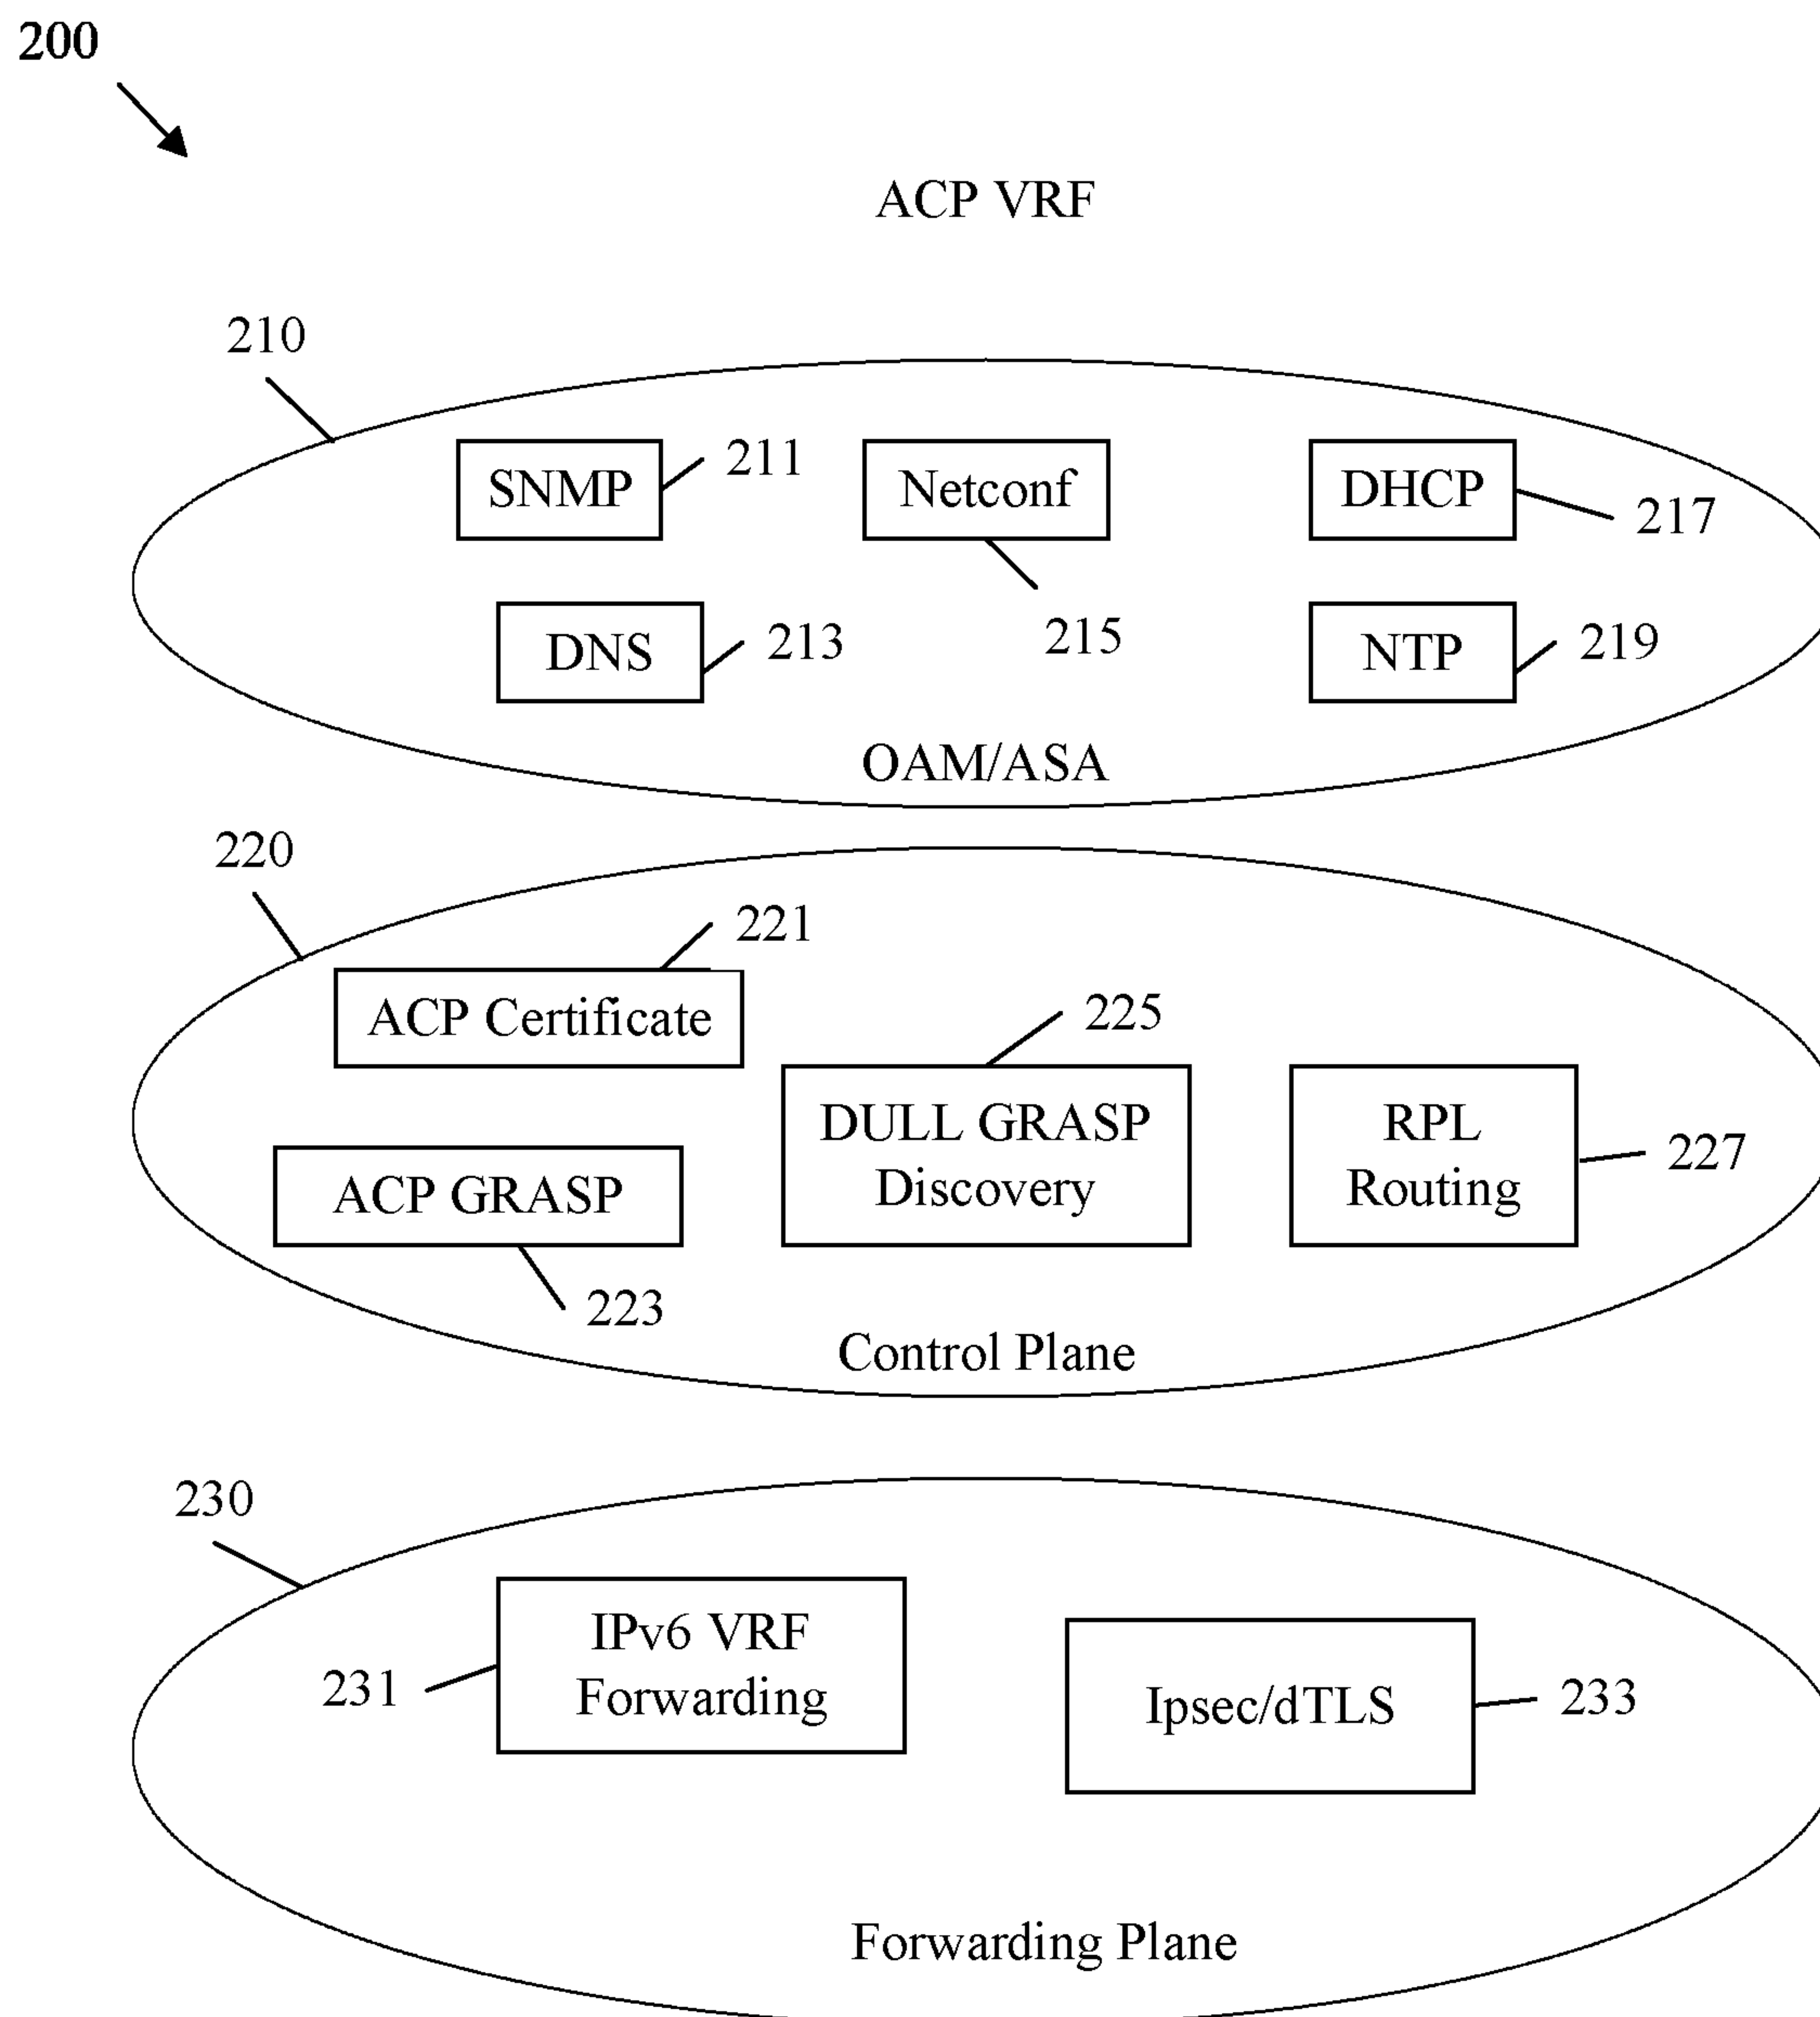 200
ACP VRF
210
SNMP
211
Netconf
DHCP
217
DNS
213
215
NTP
219
OAM/ASA
220
221
ACP Certificate
225
DULL GRASP
Discovery
RPL
Routing
227
ACP GRASP
223
Control Plane
230
IPv6 VRF
Forwarding
231
Ipsec/dTLS
233
Forwarding Plane